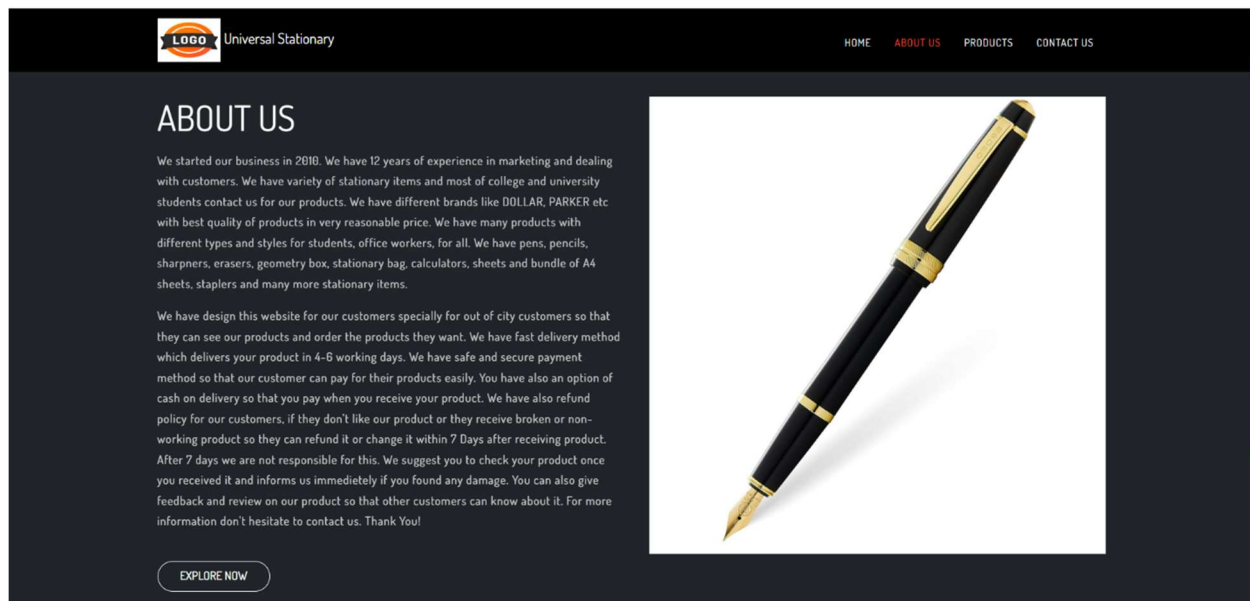 LOGO Universal Stationary
HOME ABOUT US PRODUCTS CONTACT US
ABOUT US
We started our business in 2010. We have 12 years of experience in marketing and dealing
with customers. We have variety of stationary items and most of college and university
students contact us for our products. We have different brands like DOLLAR, PARKER etc
with best quality of products in very reasonable price. We have many products with
different types and styles for students, office workers, for all. We have pens, pencils,
sharpners, erasers, geometry box, stationary bag, calculators, sheets and bundle of A4
sheets, staplers and many more stationary items.
We have design this website for our customers specially for out of city customers so that
they can see our products and order the products they want. We have fast delivery method
which delivers your product in 4-6 working days. We have safe and secure payment
method so that our customer can pay for their products easily. You have also an option of
cash on delivery so that you pay when you receive your product. We have also refund
policy for our customers, if they don't like our product or they receive broken or non-
working product so they can refund it or change it within 7 Days after receiving product.
After 7 days we are not responsible for this. We suggest you to check your product once
you received it and informs us immedietely if you found any damage. You can also give
feedback and review on our product so that other customers can know about it. For more
information don't hesitate to contact us. Thank You!
EXPLORE NOW